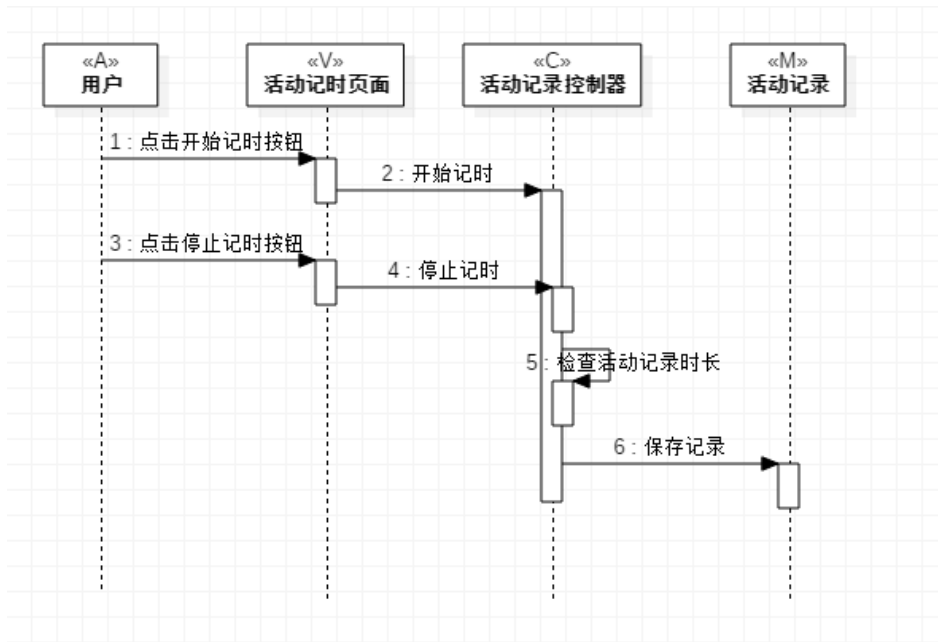 «A»
用户
«V»
活动记时页面
«C»
活动记录控制器
«M»
活动记录
1 : 点击开始记时按钮
2 : 开始记时
3 : 点击停止记时按钮
4 : 停止记时
5 : 检查活动记录时长
6 : 保存记录